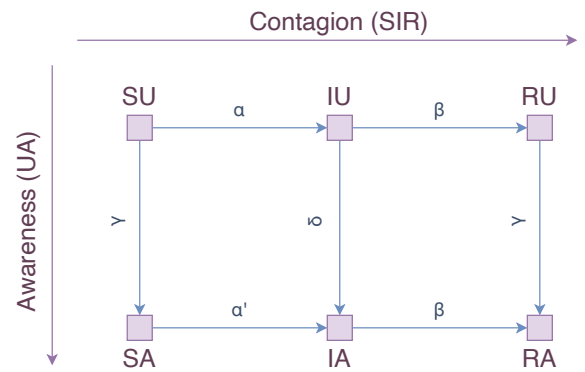 Contagion (SIR)
Awareness (UA)
SU IU RU
α β
γ δ γ
α' β
SA IA RA